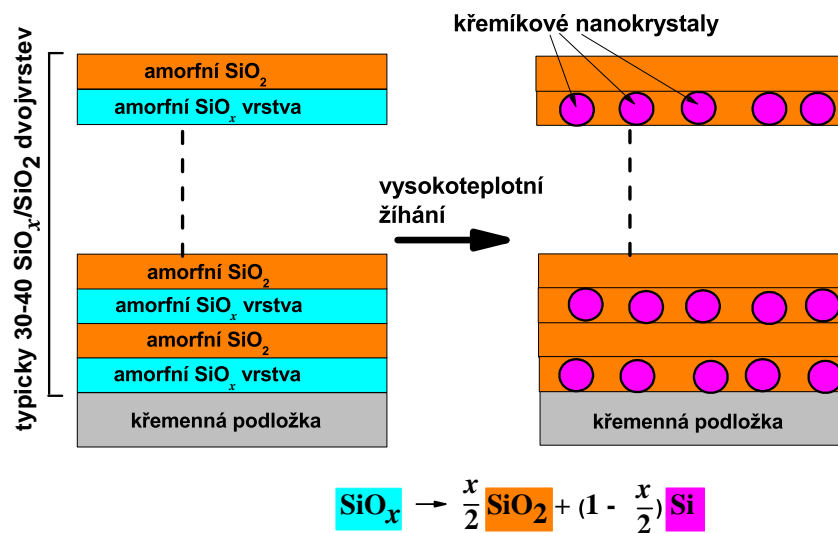 křemíkové nanokrystaly
typicky 30-40 SiOₓ/SiO₂ dvojvrstev
amorfní SiO₂
amorfní SiOₓ vrstva
vysokoteplotní
žíhání
amorfní SiO₂
amorfní SiOₓ vrstva
amorfní SiO₂
amorfní SiOₓ vrstva
křemenná podložka
křemenná podložka
SiOₓ → x/2 SiO₂ + (1 - x/2) Si